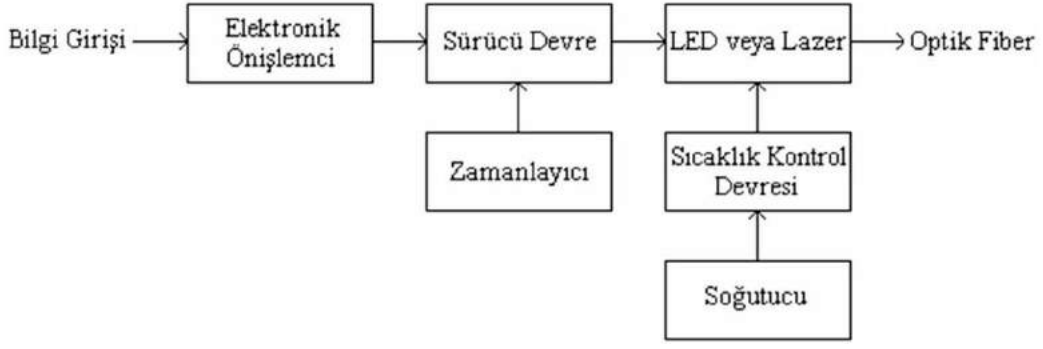 Bilgi Girişi
Elektronik
Önişlemci
Sürücü Devre
LED veya Lazer
Optik Fiber
Zamanlayıcı
Sıcaklık Kontrol
Devresi
Soğutucu